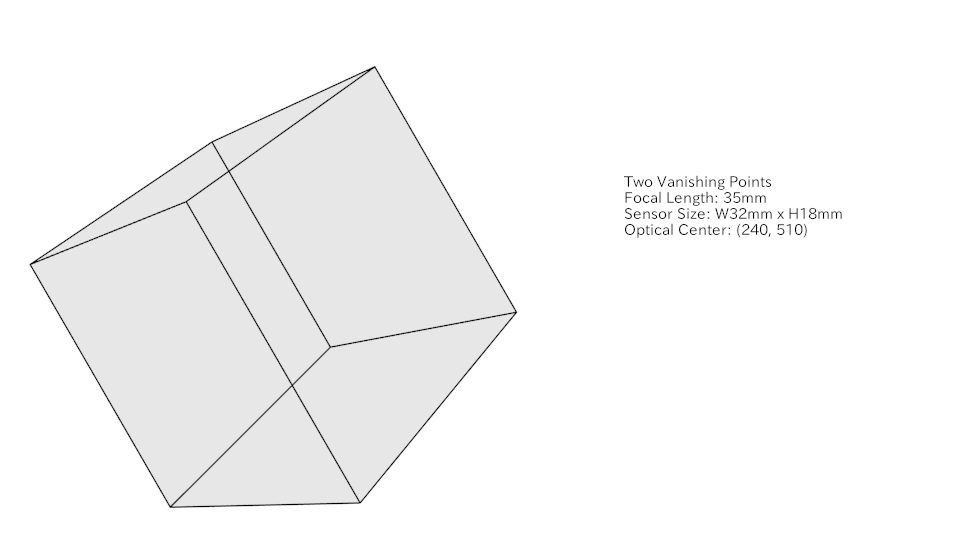 Two Vanishing Points
Focal Length: 35mm
Sensor Size: W32mm x H18mm
Optical Center: (240, 510)